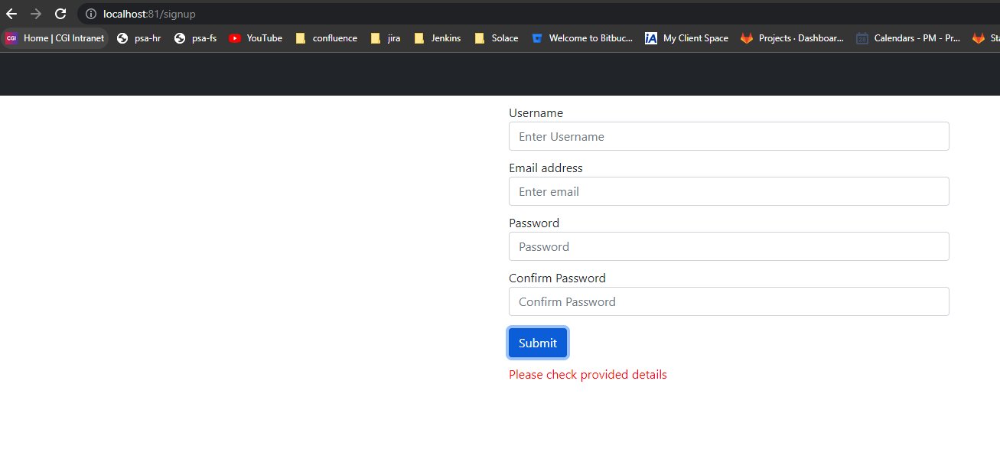 localhost:81/signup
CGI Home | CGI Intranet psa-hr psa-fs YouTube confluence jira Jenkins Solace Welcome to Bitbuc... iA My Client Space Projects · Dashboar... Calendars - PM - Pr... Sta
Username
Enter Username
Email address
Enter email
Password
Password
Confirm Password
Confirm Password
Submit
Please check provided details